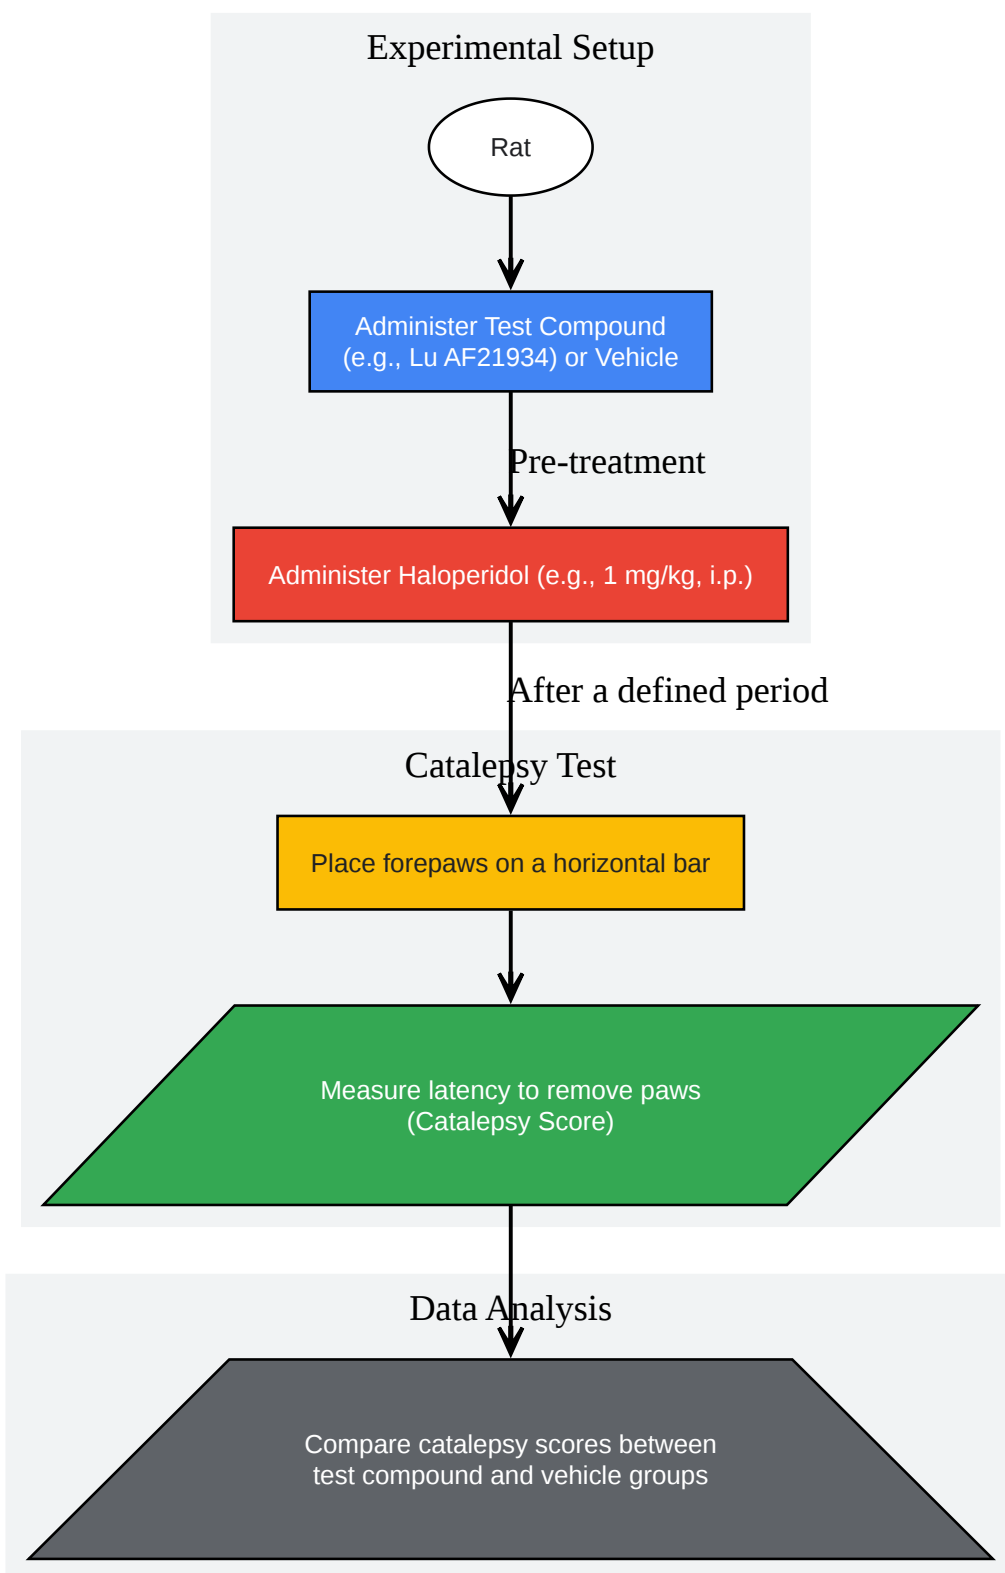 Experimental Setup
Rat
Administer Test Compound
(e.g., Lu AF21934) or Vehicle
Pre-treatment
Administer Haloperidol (e.g., 1 mg/kg, i.p.)
After a defined period
Catalepsy Test
Place forepaws on a horizontal bar
Measure latency to remove paws
(Catalepsy Score)
Data Analysis
Compare catalepsy scores between
test compound and vehicle groups